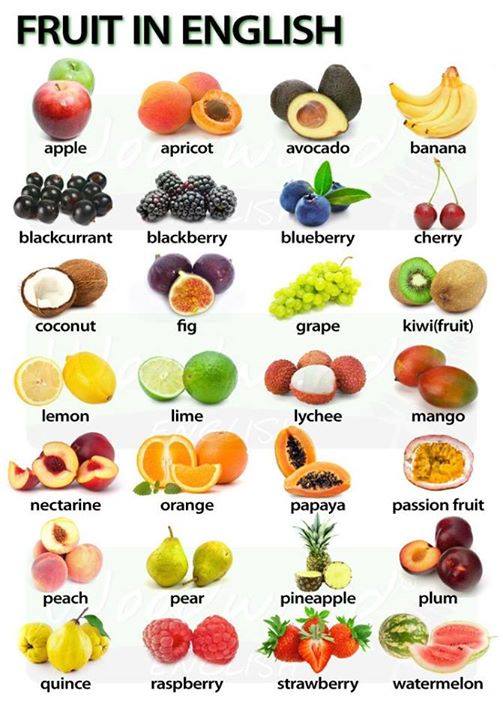 FRUIT IN ENGLISH
apple apricot avocado banana
blackcurrant blackberry blueberry cherry
coconut fig grape kiwi(fruit)
lemon lime lychee mango
nectarine orange papaya passion fruit
peach pear pineapple plum
quince raspberry strawberry watermelon